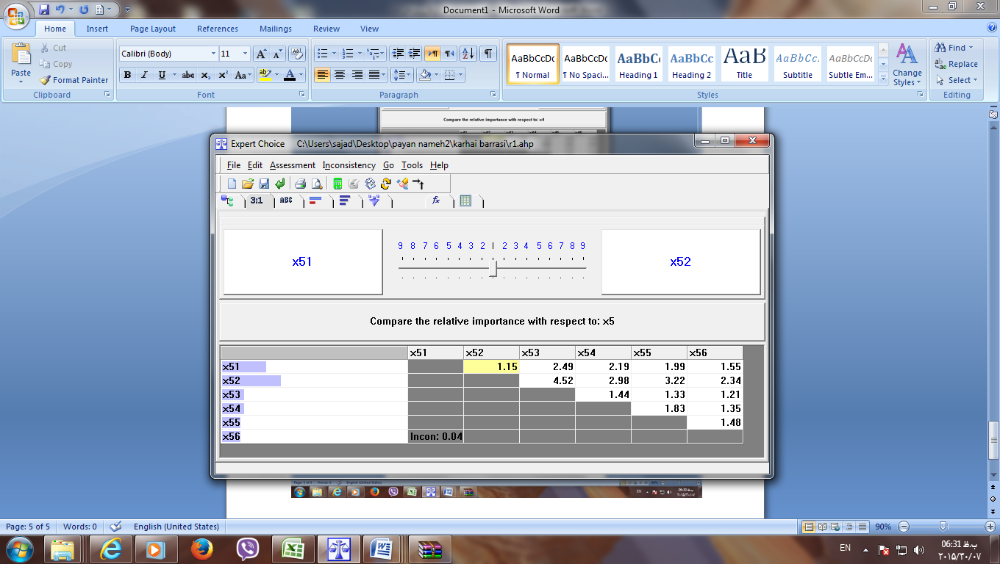 Document1 - Microsoft Word
Home Insert Page Layout References Mailings Review View
Paste
Cut
Copy
Format Painter
Clipboard
Calibri (Body) 11
Font
Paragraph
AaBbCcDc AaBbCcDc AaBbC AaBbCc AaB AaBbCc. AaBbCcDc
¶ Normal ¶ No Spaci... Heading 1 Heading 2 Title Subtitle Subtle Em...
Change Styles
Styles
Find
Replace
Select
Editing
Compare the relative importance with respect to: x4
Expert Choice C:\Users\sajad\Desktop\payan nameh2\karhai barrasi\r1.ahp
File Edit Assessment Inconsistency Go Tools Help
3:1 ABC fx
x51
9 8 7 6 5 4 3 2 1 2 3 4 5 6 7 8 9
x52
Compare the relative importance with respect to: x5
x51 x52 x53 x54 x55 x56
x51 1.15 2.49 2.19 1.99 1.55
x52 4.52 2.98 3.22 2.34
x53 1.44 1.33 1.21
x54 1.83 1.35
x55 1.48
x56 Incon: 0.04
Page: 5 of 5 Words: 0 English (United States) 90%
EN
06:31 ب.ظ
۲۰۱۵/۳۰/۰۷